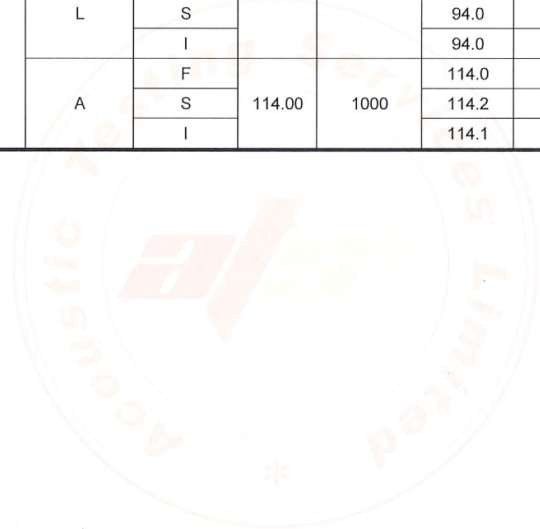 L S 94.0
I 94.0
F 114.0
A S 114.00 1000 114.2
I 114.1
Acoustic Testing Services Limited
ats
*